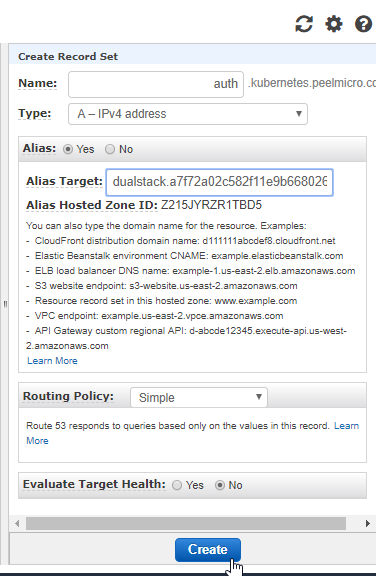 Create Record Set
Name: auth .kubernetes.peelmicro.co
Type: A – IPv4 address
Alias: Yes No
Alias Target: dualstack.a7f72a02c582f11e9b668026
Alias Hosted Zone ID: Z215JYRZR1TBD5
You can also type the domain name for the resource. Examples:
- CloudFront distribution domain name: d111111abcdef8.cloudfront.net
- Elastic Beanstalk environment CNAME: example.elasticbeanstalk.com
- ELB load balancer DNS name: example-1.us-east-2.elb.amazonaws.com
- S3 website endpoint: s3-website.us-east-2.amazonaws.com
- Resource record set in this hosted zone: www.example.com
- VPC endpoint: example.us-east-2.vpce.amazonaws.com
- API Gateway custom regional API: d-abcde12345.execute-api.us-west-
2.amazonaws.com
Learn More
Routing Policy: Simple
Route 53 responds to queries based only on the values in this record. Learn
More
Evaluate Target Health: Yes No
Create